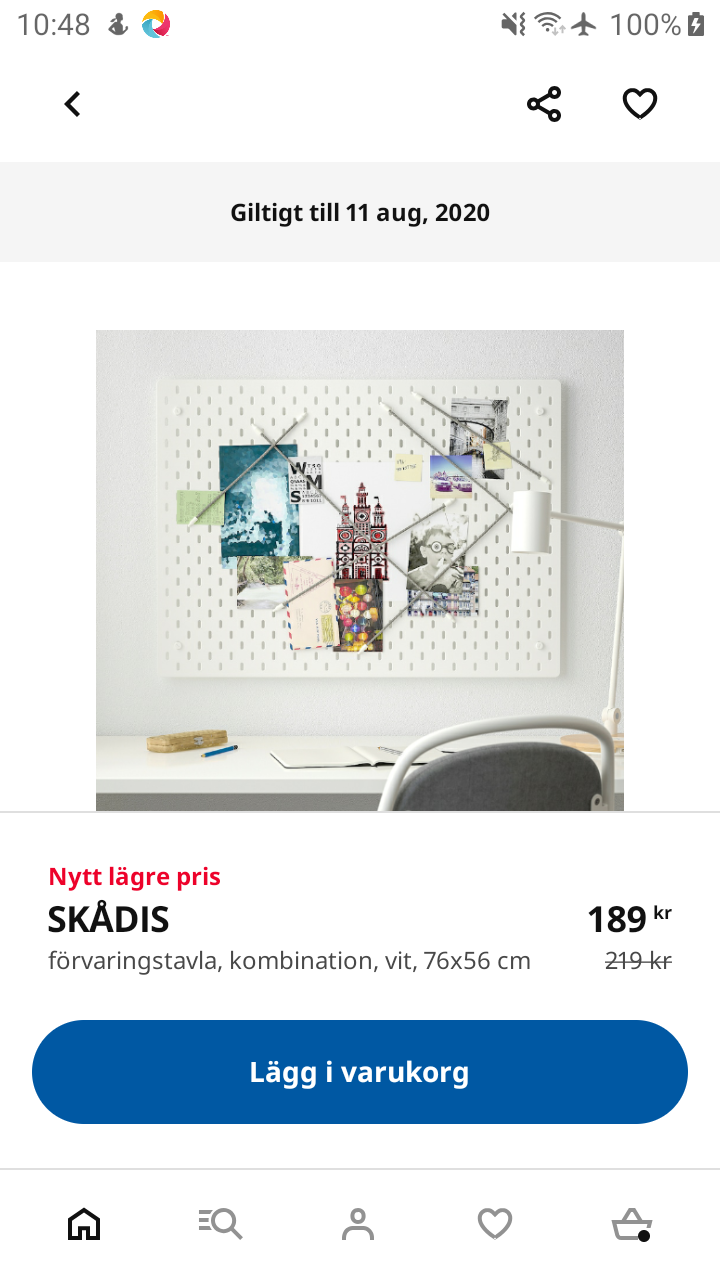 10:48
100%
Giltigt till 11 aug, 2020
W
M
S
Nytt lägre pris
SKÅDIS
189 kr
förvaringstavla, kombination, vit, 76x56 cm
219 kr
Lägg i varukorg